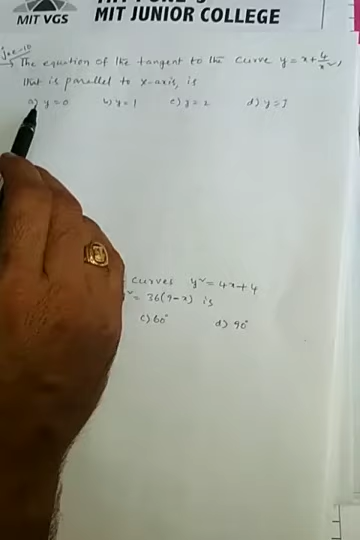 MIT VGS
MIT JUNIOR COLLEGE
→ The equation of the tangent to the curve y = x + 4/x²,
that is parallel to x-axis, is
a) y = 0 b) y = 1 c) y = 2 d) y = 3
curves y² = 4x + 4
² = 36(9 - x) is
c) 60° d) 90°